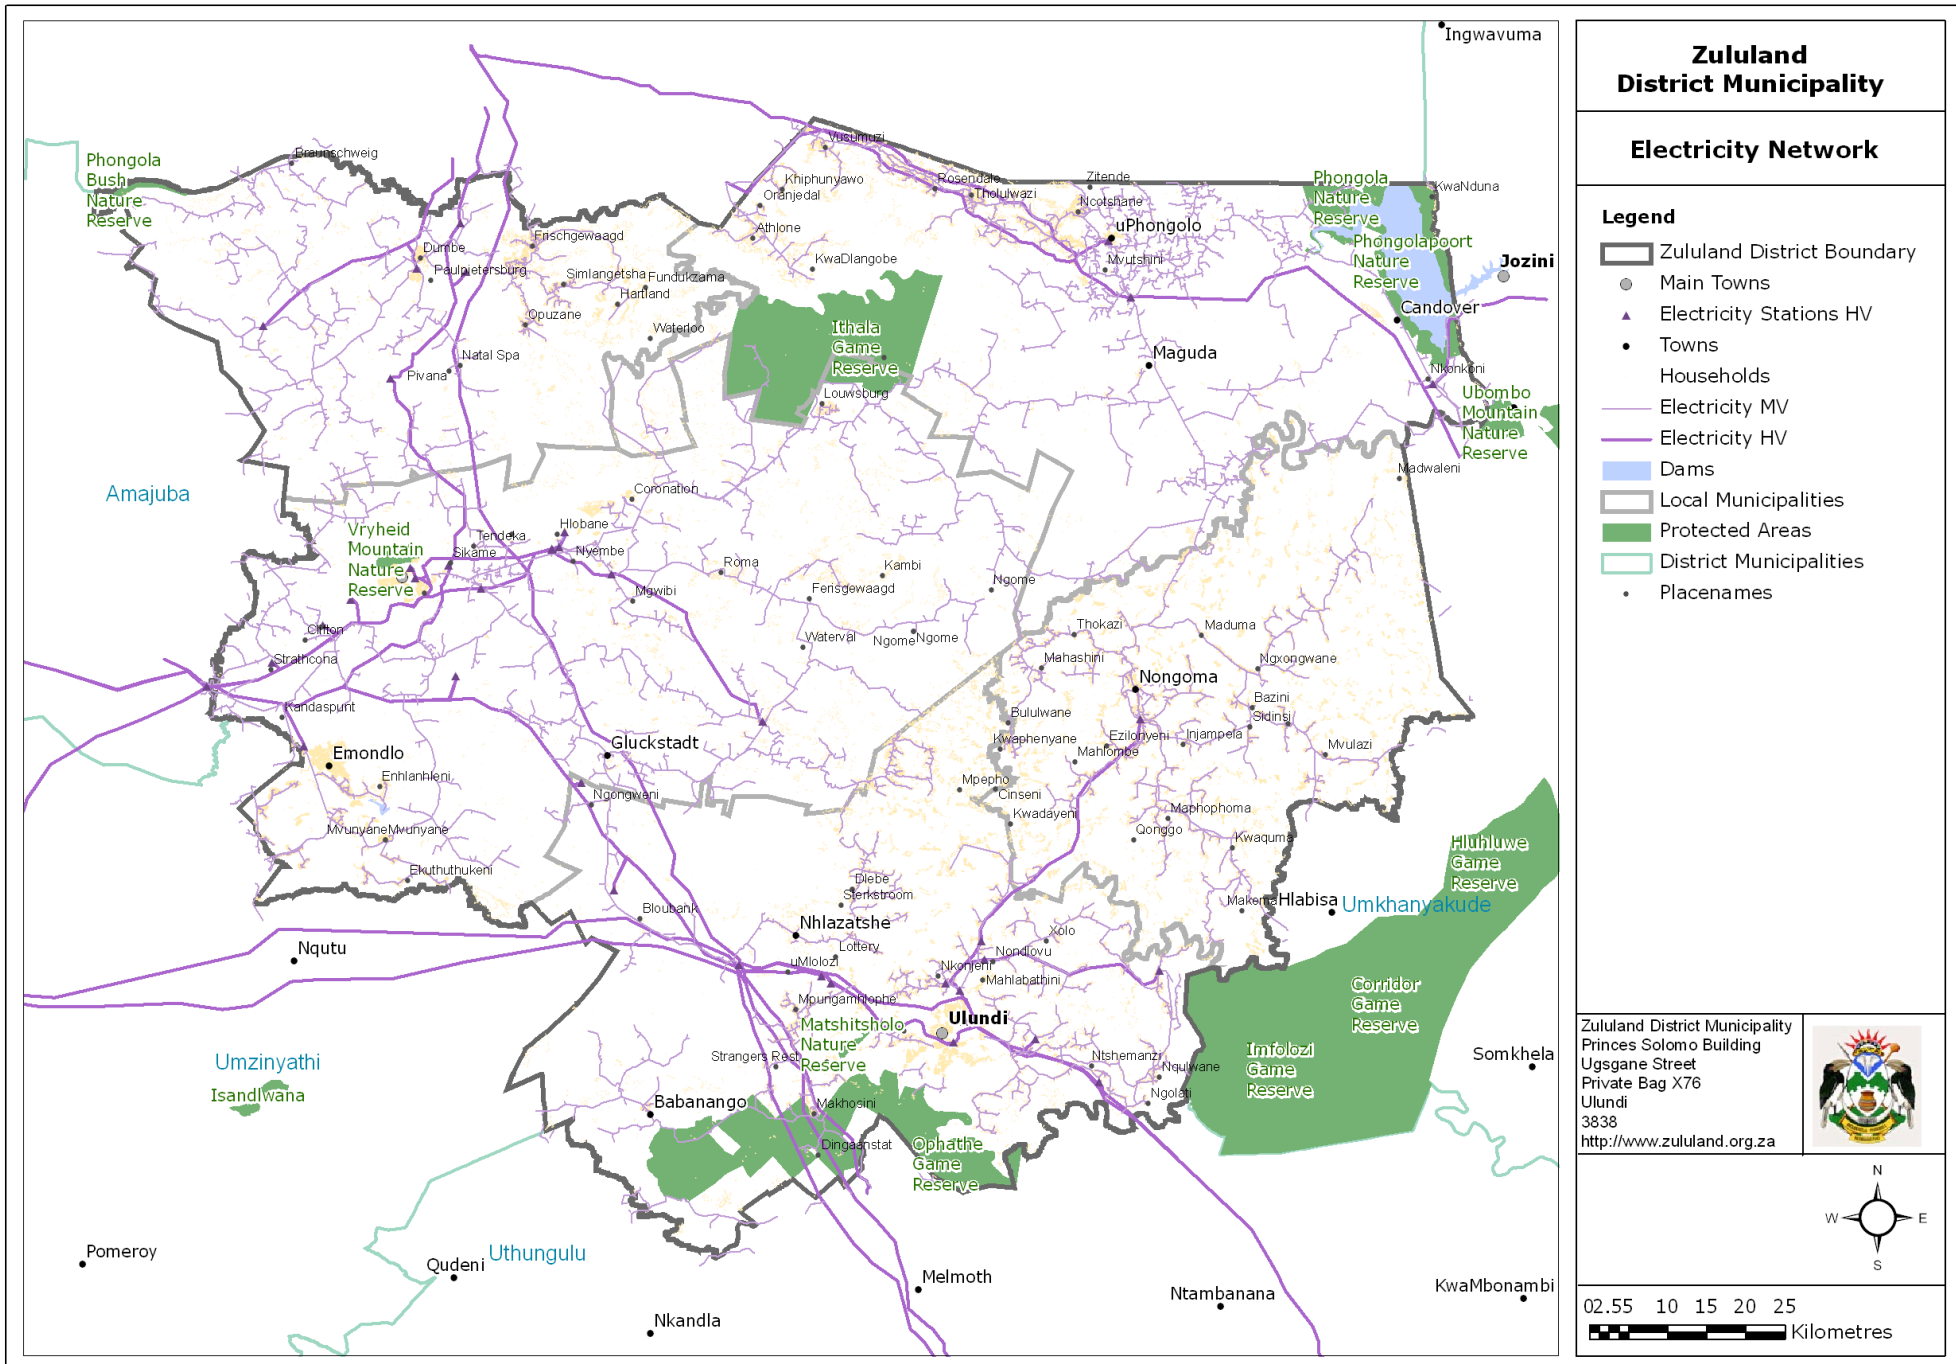 Zululand
District Municipality
Electricity Network
Legend
Zululand District Boundary
Main Towns
Electricity Stations HV
Towns
Households
Electricity MV
Electricity HV
Dams
Local Municipalities
Protected Areas
District Municipalities
Placenames
Zululand District Municipality
Princes Solomo Building
Ugsgane Street
Private Bag X76
Ulundi
3838
http://www.zululand.org.za
N
W
E
S
02.55 10 15 20 25
Kilometres
Ingwavuma
Phongola
Bush
Nature
Reserve
Braunschweig
Vusumuzi
Khiphunyawo
Oranjedal
Athlone
KwaDlangobe
Rosendale
Tholulwazi
Zitende
Ncotshane
uPhongolo
Mvutshini
Phongola
Nature
Reserve
KwaNduna
Phongolapoort
Nature
Reserve
Jozini
Candover
Nkonkoni
Ubombo
Mountain
Nature
Reserve
Dumbe
Paulpietersburg
Frischgewaagd
Simlangetsha
Fundukzama
Hartland
Opuzane
Waterloo
Natal Spa
Pivana
Ithala
Game
Reserve
Louwsburg
Maguda
Madwaleni
Amajuba
Coronation
Hlobane
Tendeka
Sikame
Nyembe
Vryheid
Mountain
Nature
Reserve
Mgwibi
Roma
Kambi
Ferisgewaagd
Ngome
Waterval
Ngome
Ngome
Clifton
Strathcona
Kandaspunt
Thokazi
Maduma
Mahashini
Ngxongwane
Nongoma
Bazini
Sidinsi
Bululwane
Kwaphenyane
Ezilonyeni
Mahlombe
Injampela
Mvulazi
Emondlo
Enhlanhleni
Gluckstadt
Ngongweni
Mpepho
Cinseni
Kwadayeni
Maphophoma
Qonggo
Kwaquma
MvunyaneMvunyane
Ekuthuthukeni
Dlebe
Sterkstroom
Bloubank
Nhlazatshe
Lottery
uMlolozi
Makema
Hlabisa
Umkhanyakude
Hluhluwe
Game
Reserve
Xolo
Nondlovu
Nkonjeni
Mahlabathini
Nqutu
Mpungamhlophe
Ulundi
Corridor
Game
Reserve
Matshitsholo
Nature
Reserve
Strangers Rest
Ntshemanzi
Nqulwane
Ngolati
Imfolozi
Game
Reserve
Somkhela
Umzinyathi
Isandlwana
Babanango
Makhosini
Dingaanstat
Ophathe
Game
Reserve
Pomeroy
Qudeni
Uthungulu
Melmoth
Nkandla
Ntambanana
KwaMbonambi